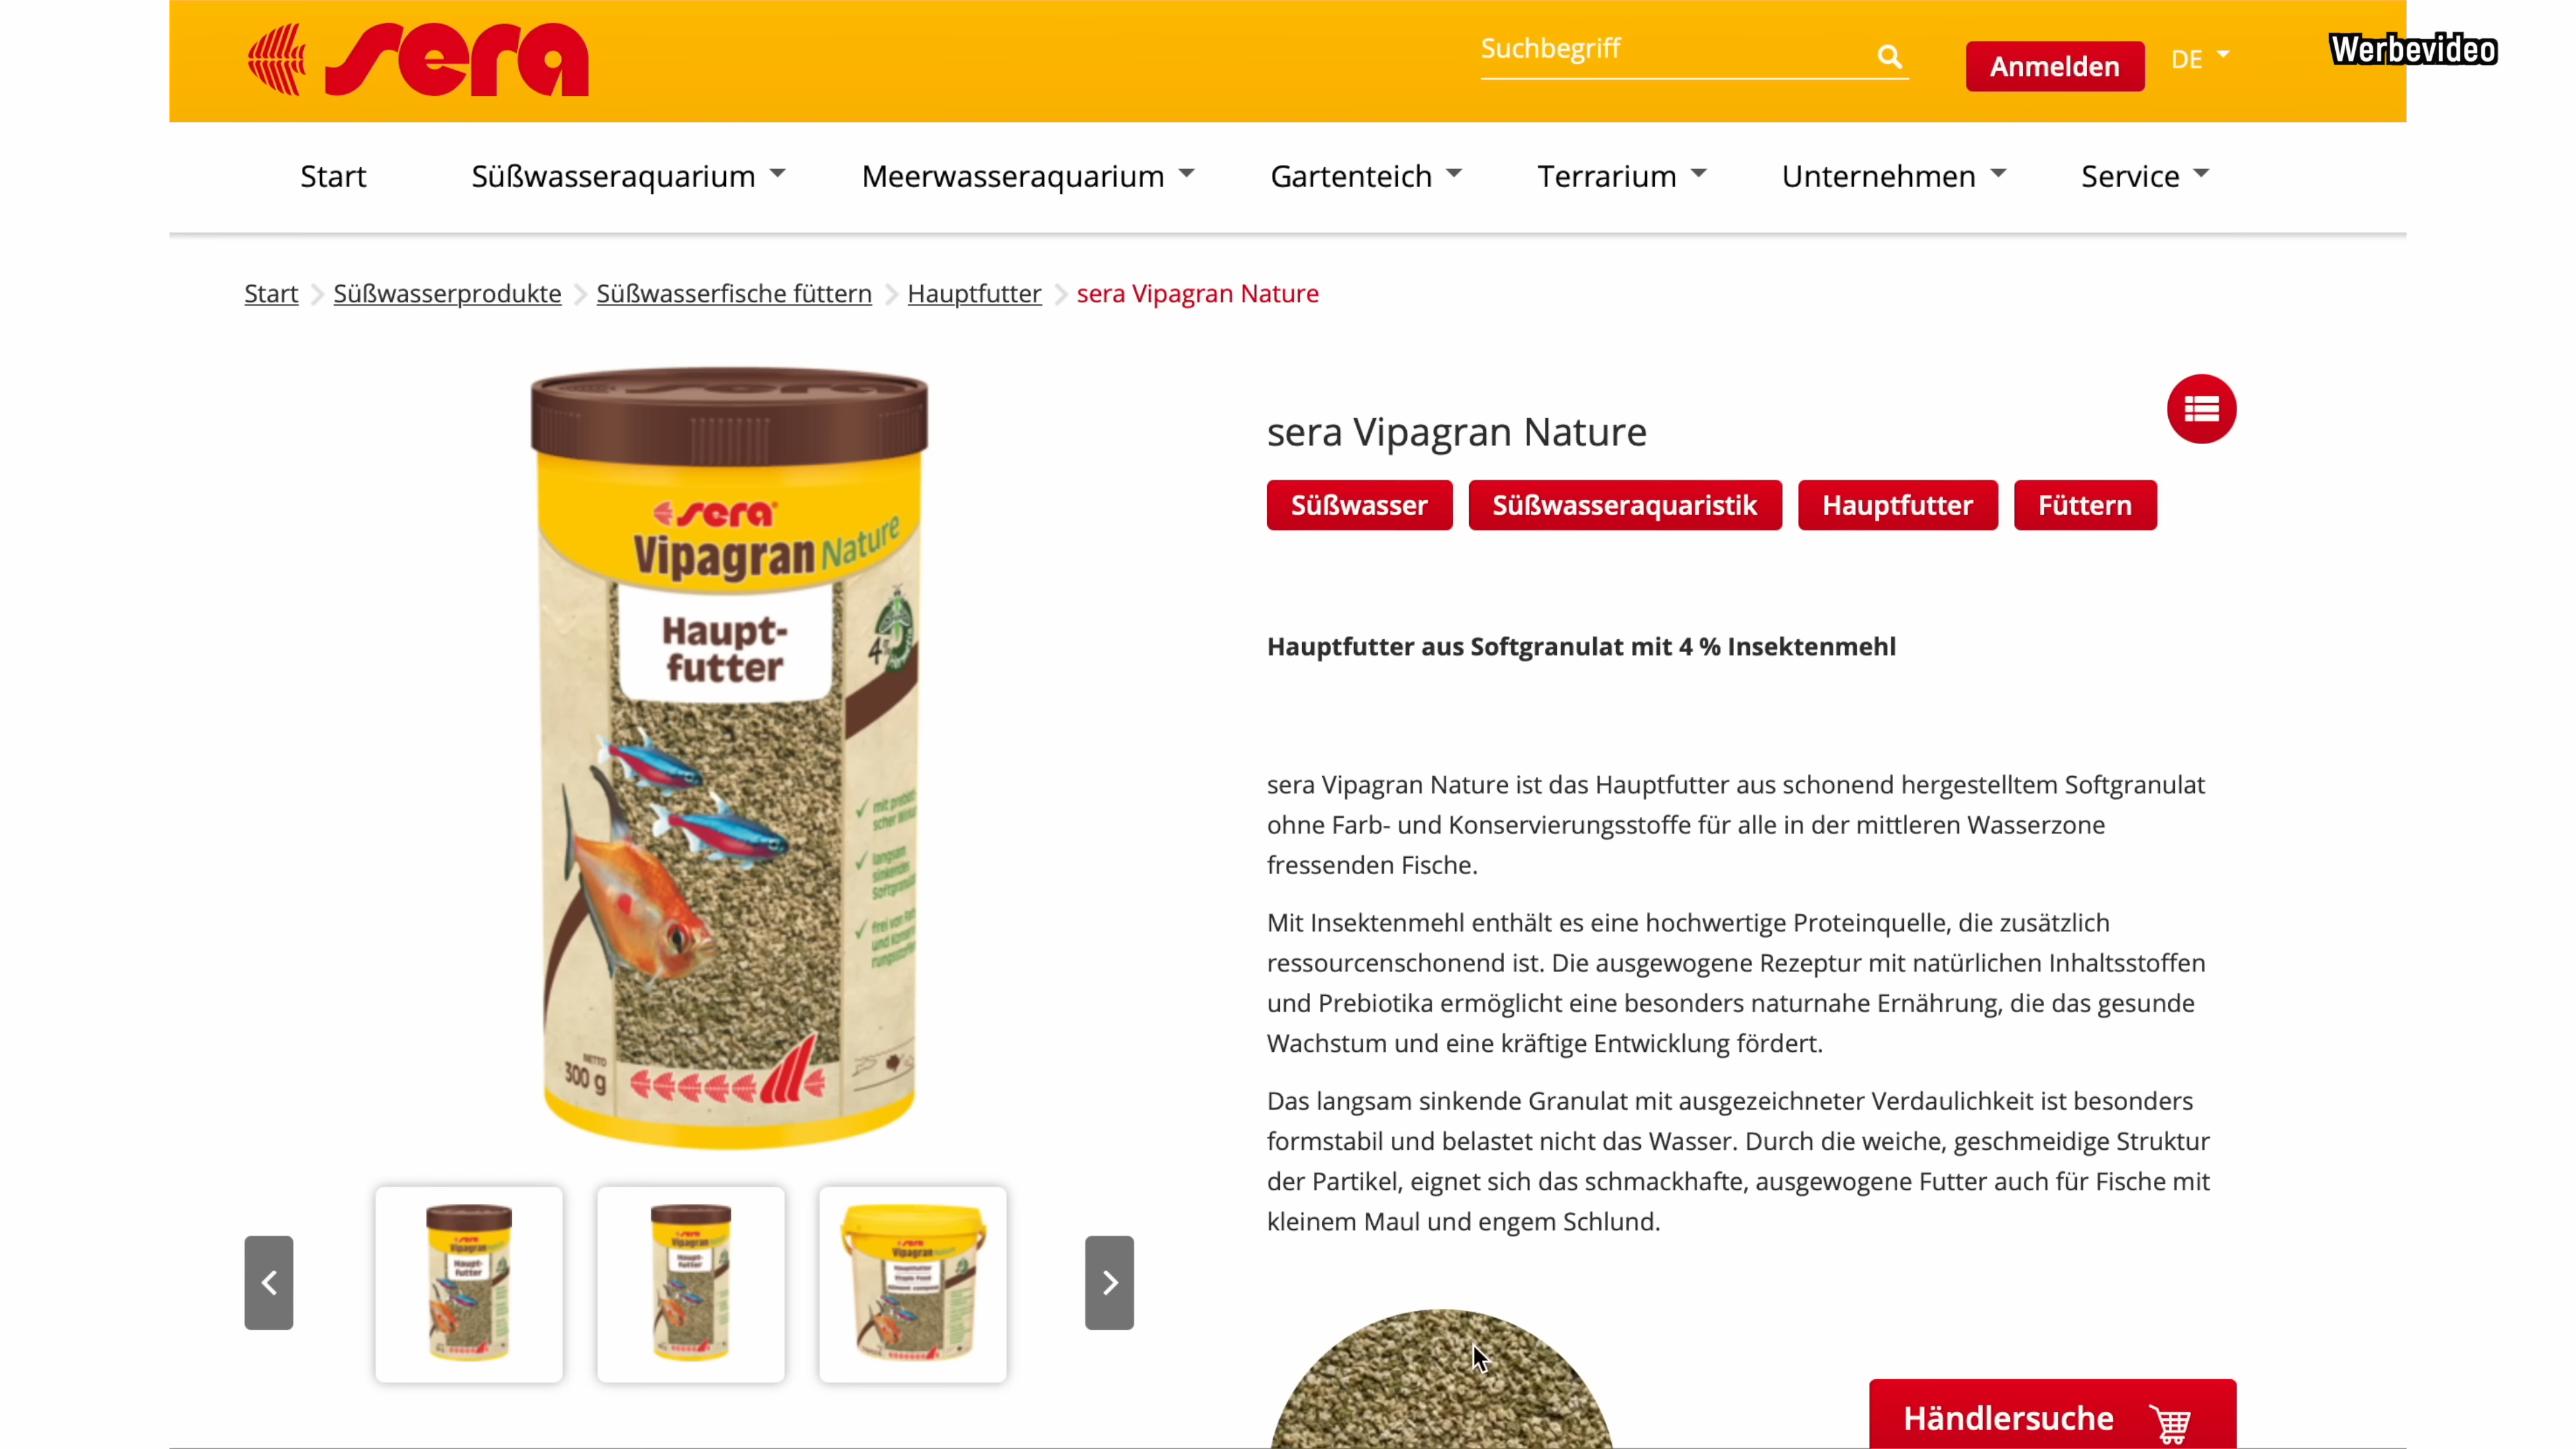 sera
Suchbegriff
Anmelden
DE
Werbevideo
Start
Süßwasseraquarium
Meerwasseraquarium
Gartenteich
Terrarium
Unternehmen
Service
Start
Süßwasserprodukte
Süßwasserfische füttern
Hauptfutter
sera Vipagran Nature
sera
Vipagran Nature
Haupt-
futter
4%
langsam
sinkendes
NETTO
300 g
sera Vipagran Nature
Süßwasser
Süßwasseraquaristik
Hauptfutter
Füttern
Hauptfutter aus Softgranulat mit 4 % Insektenmehl
sera Vipagran Nature ist das Hauptfutter aus schonend hergestelltem Softgranulat
ohne Farb- und Konservierungsstoffe für alle in der mittleren Wasserzone
fressenden Fische.
Mit Insektenmehl enthält es eine hochwertige Proteinquelle, die zusätzlich
ressourcenschonend ist. Die ausgewogene Rezeptur mit natürlichen Inhaltsstoffen
und Prebiotika ermöglicht eine besonders naturnahe Ernährung, die das gesunde
Wachstum und eine kräftige Entwicklung fördert.
Das langsam sinkende Granulat mit ausgezeichneter Verdaulichkeit ist besonders
formstabil und belastet nicht das Wasser. Durch die weiche, geschmeidige Struktur
der Partikel, eignet sich das schmackhafte, ausgewogene Futter auch für Fische mit
kleinem Maul und engem Schlund.
Händlersuche